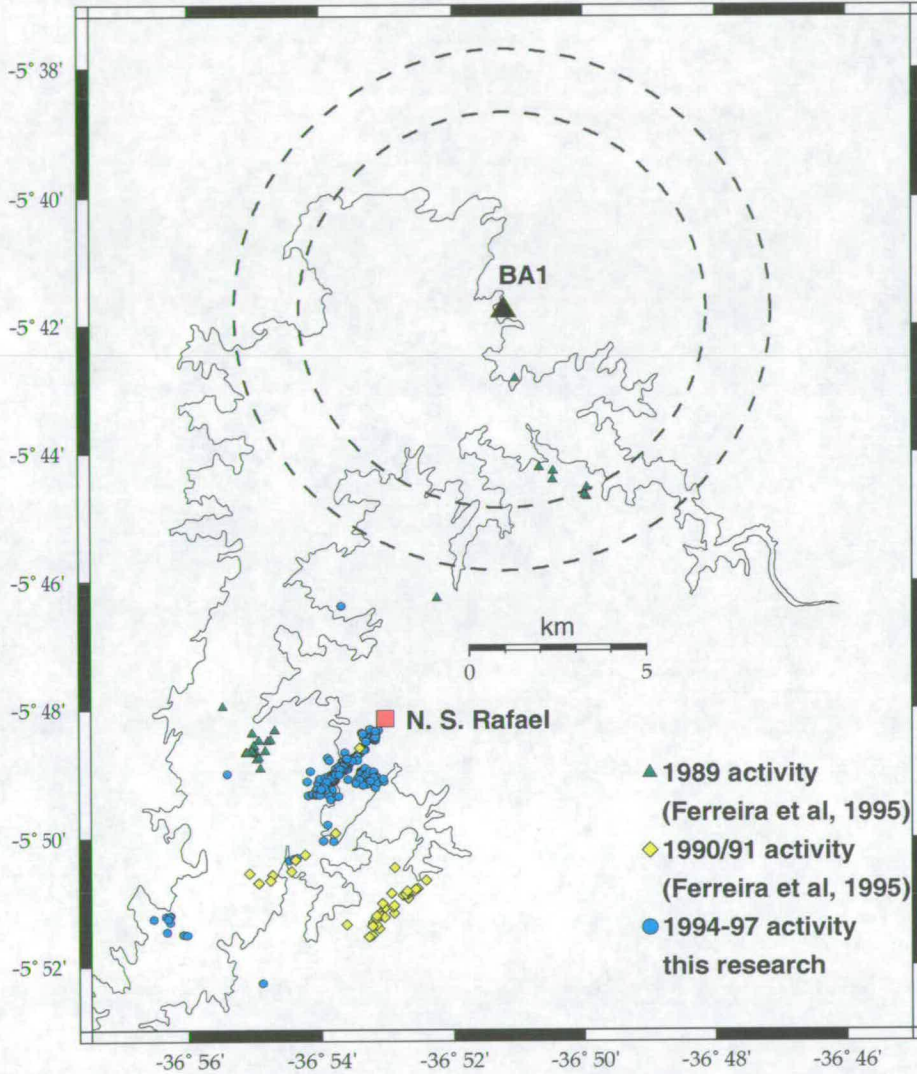 -5° 38'
-5° 40'
BA1
-5° 42'
-5° 44'
-5° 46'
km
0 5
-5° 48'
N. S. Rafael
1989 activity
(Ferreira et al, 1995)
-5° 50'
1990/91 activity
(Ferreira et al, 1995)
1994-97 activity
-5° 52'
this research
-36° 56' -36° 54' -36° 52' -36° 50' -36° 48' -36° 46'